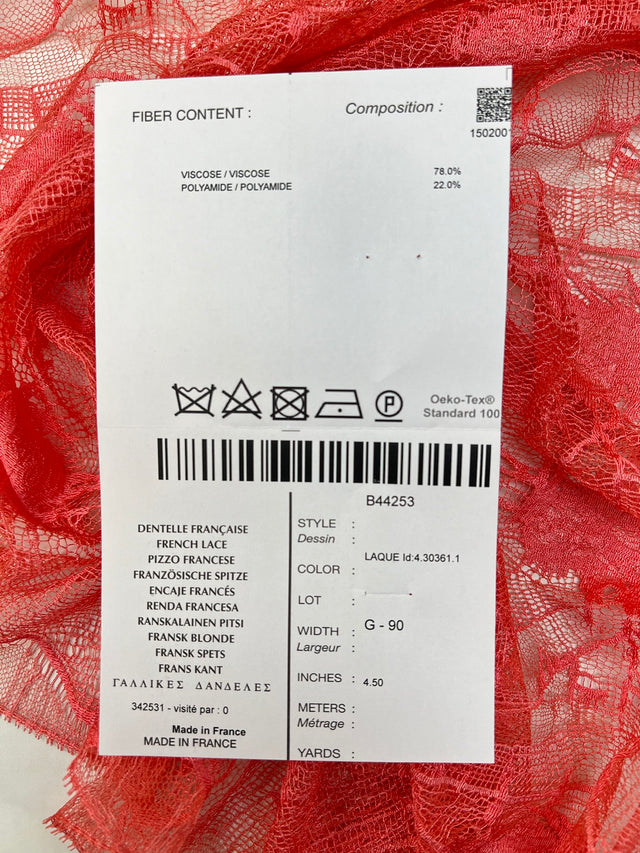 FIBER CONTENT :
Composition :
150200
VISCOSE / VISCOSE 78.0%
POLYAMIDE / POLYAMIDE 22.0%
P
Oeko-Tex®
Standard 100
B44253
DENTELLE FRANÇAISE
FRENCH LACE
PIZZO FRANCESE
FRANZÖSISCHE SPITZE
ENCAJE FRANCÉS
RENDA FRANCESA
RANSKALAINEN PITSI
FRANSK BLONDE
FRANSK SPETS
FRANS KANT
ΓΑΛΛΙΚΕΣ ΔΑΝΔΕΛΕΣ
342531 - visité par : 0
Made in France
MADE IN FRANCE
STYLE :
Dessin :
COLOR : LAQUE Id:4.30361.1
LOT :
WIDTH : G - 90
Largeur :
INCHES : 4.50
METERS :
Métrage :
YARDS :